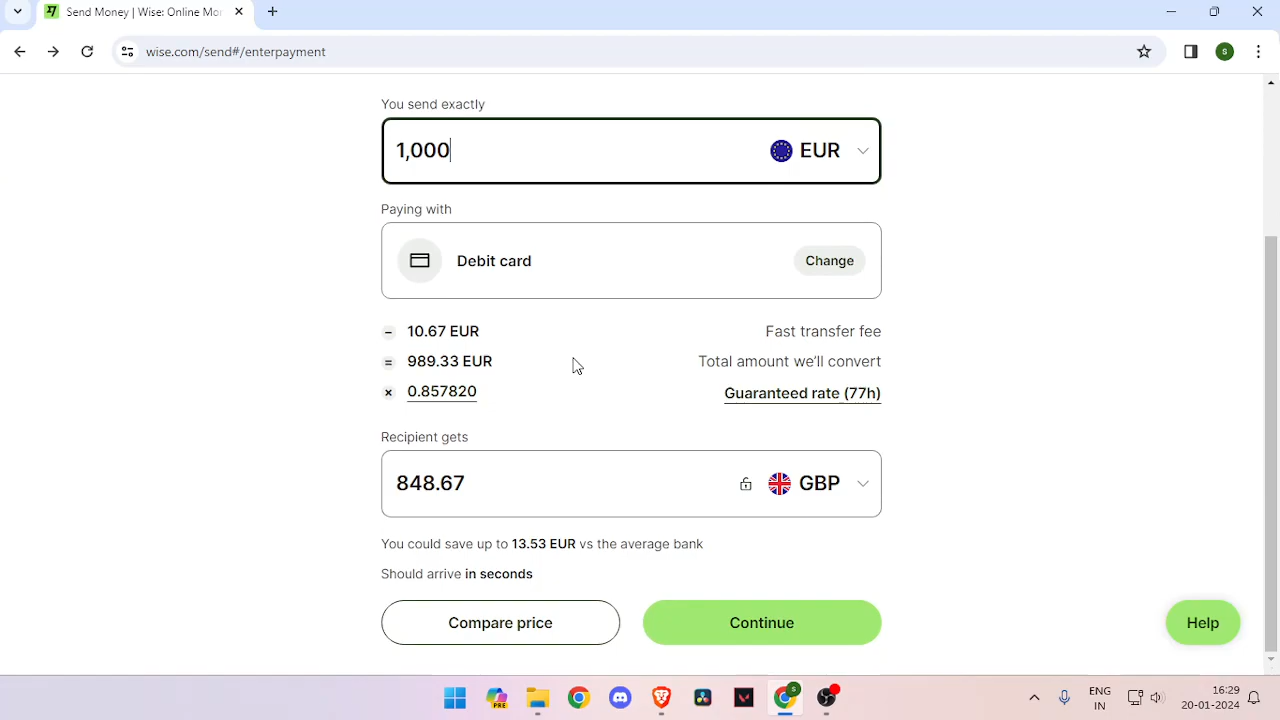 Send Money | Wise: Online Mon
wise.com/send#/enterpayment
S
You send exactly
1,000
EUR
Paying with
Debit card
Change
10.67 EUR
Fast transfer fee
989.33 EUR
Total amount we'll convert
0.857820
Guaranteed rate (77h)
Recipient gets
848.67
GBP
You could save up to 13.53 EUR vs the average bank
Should arrive in seconds
Compare price
Continue
Help
PRE
S
ENG
IN
16:29
20-01-2024